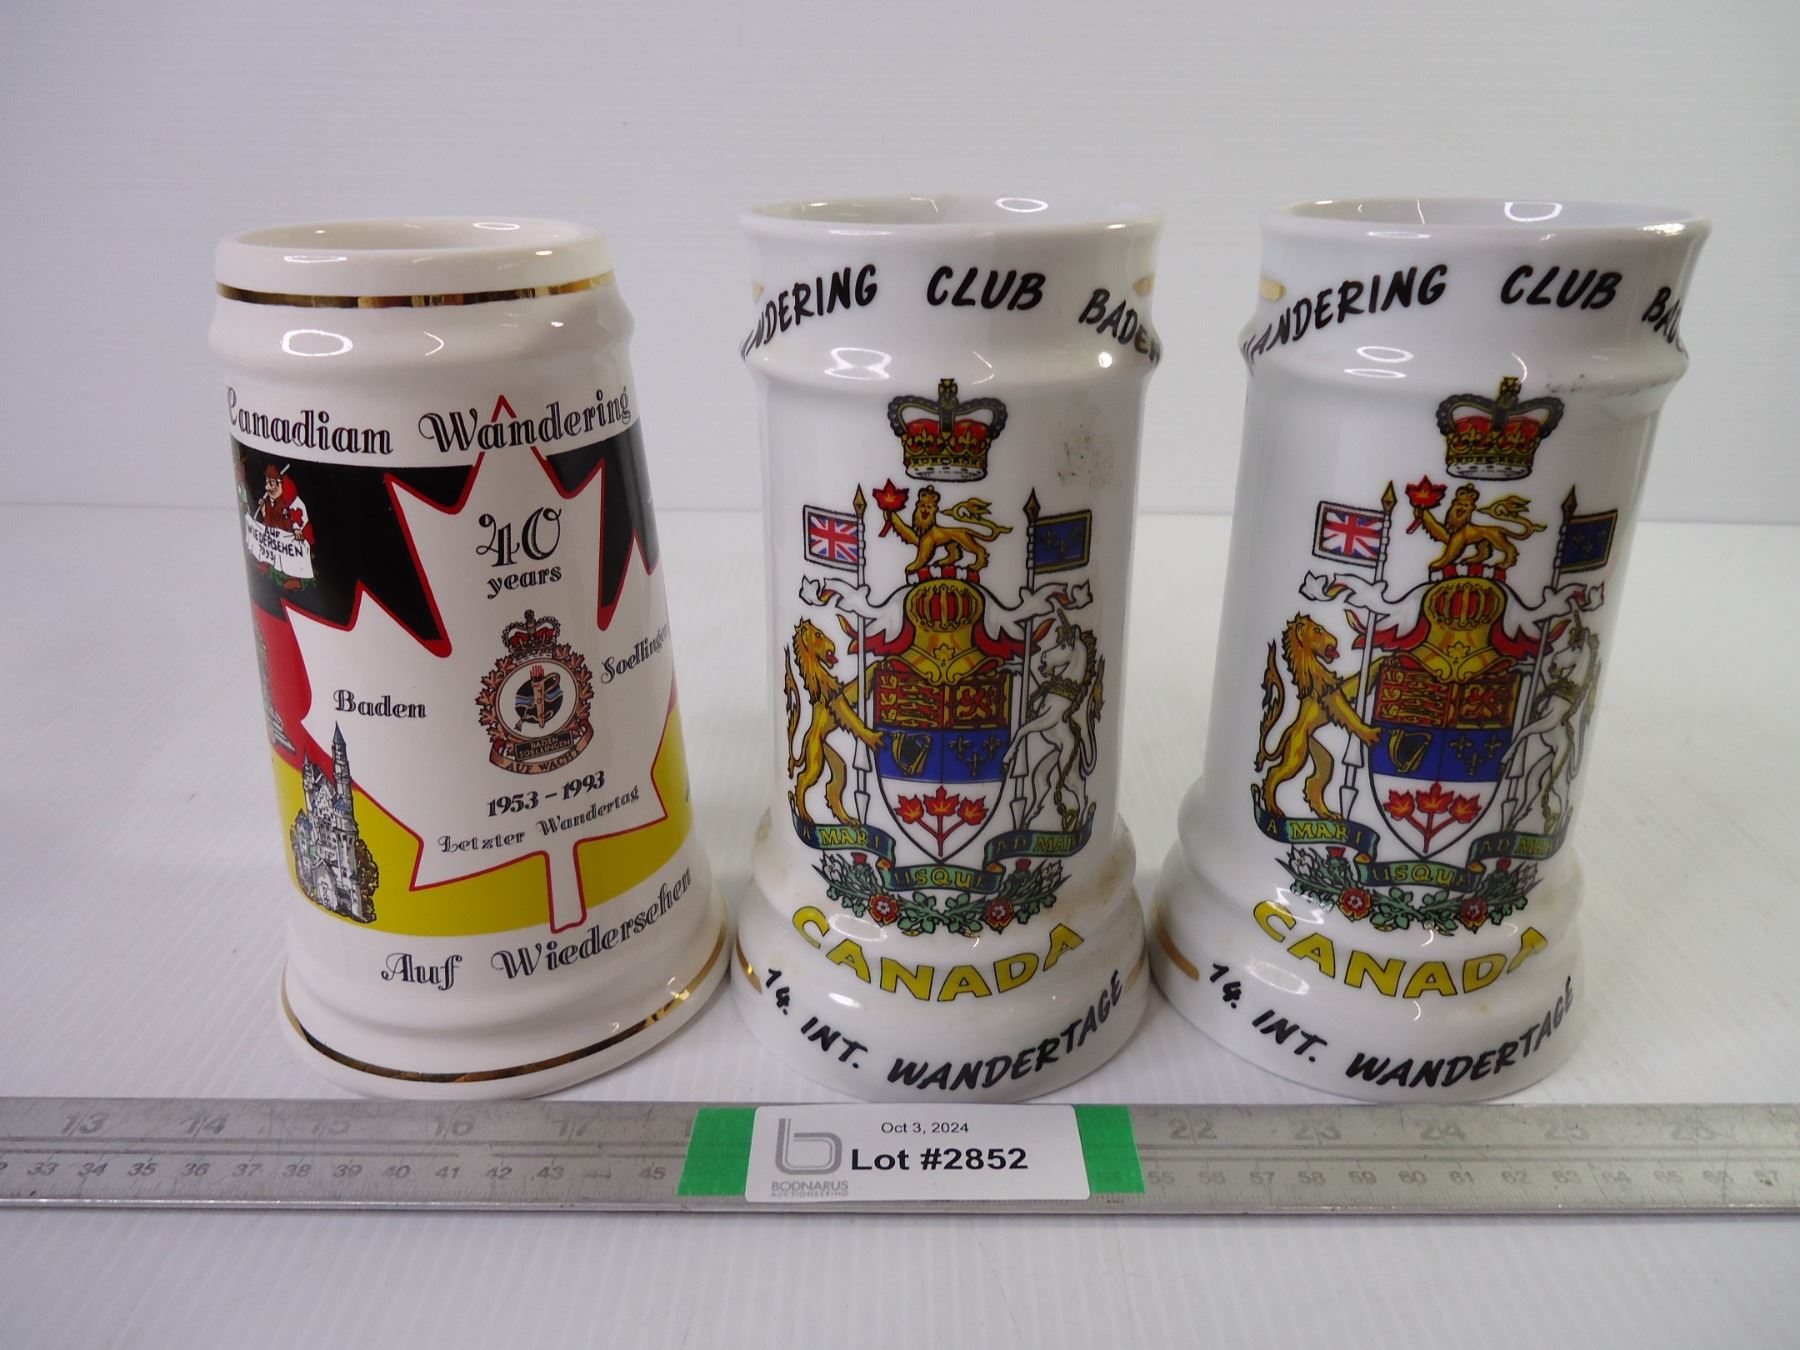 Canadian Wandering
AUF
WIEDERSEHEN
1993
40
years
Baden
BADEN
SOELLINGEN
AUF WACHE
1953 – 1993
Letzter Wandertag
Auf Wiedersehen
CLUB
A MARI USQUE AD MARE
CANADA
14. INT. WANDERTAGE
CLUB
A MARI USQUE AD MARE
CANADA
14. INT. WANDERTAGE
Oct 3, 2024
Lot #2852
BODNARUS
AUCTIONEERING
13 14 15 16 17 22 23 24 25 26
33 34 35 36 37 38 39 40 41 42 43 44 45 55 56 57 58 59 60 61 62 63 64 65 66 67